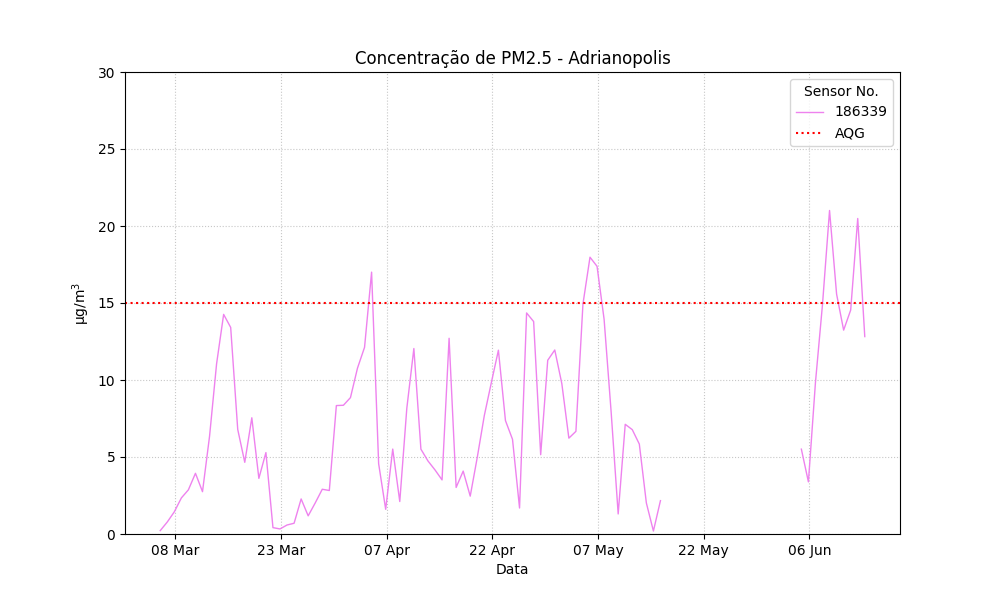 Concentração de PM2.5 - Adrianopolis
Sensor No.
186339
AQG
µg/m³
30
25
20
15
10
5
0
08 Mar
23 Mar
07 Apr
22 Apr
07 May
22 May
06 Jun
Data